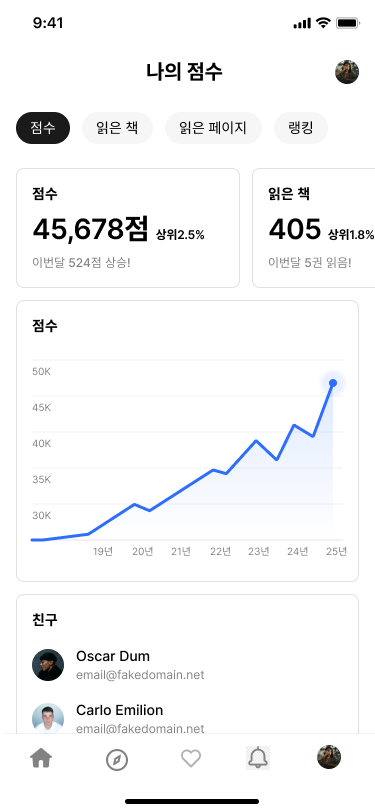 9:41
나의 점수
점수 읽은 책 읽은 페이지 랭킹
점수 읽은 책
45,678점 상위2.5% 405 상위1.8%
이번달 524점 상승! 이번달 5권 읽음!
점수
50K
45K
40K
35K
30K
19년 20년 21년 22년 23년 24년 25년
친구
Oscar Dum
email@fakedomain.net
Carlo Emilion
email@fakedomain.net